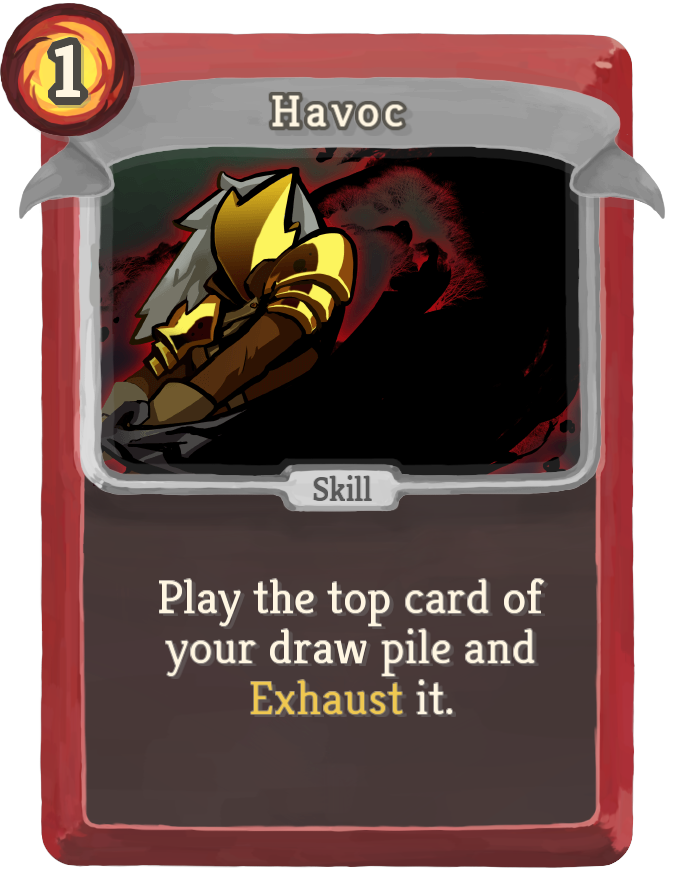 1
Havoc
Skill
Play the top card of
your draw pile and
Exhaust it.